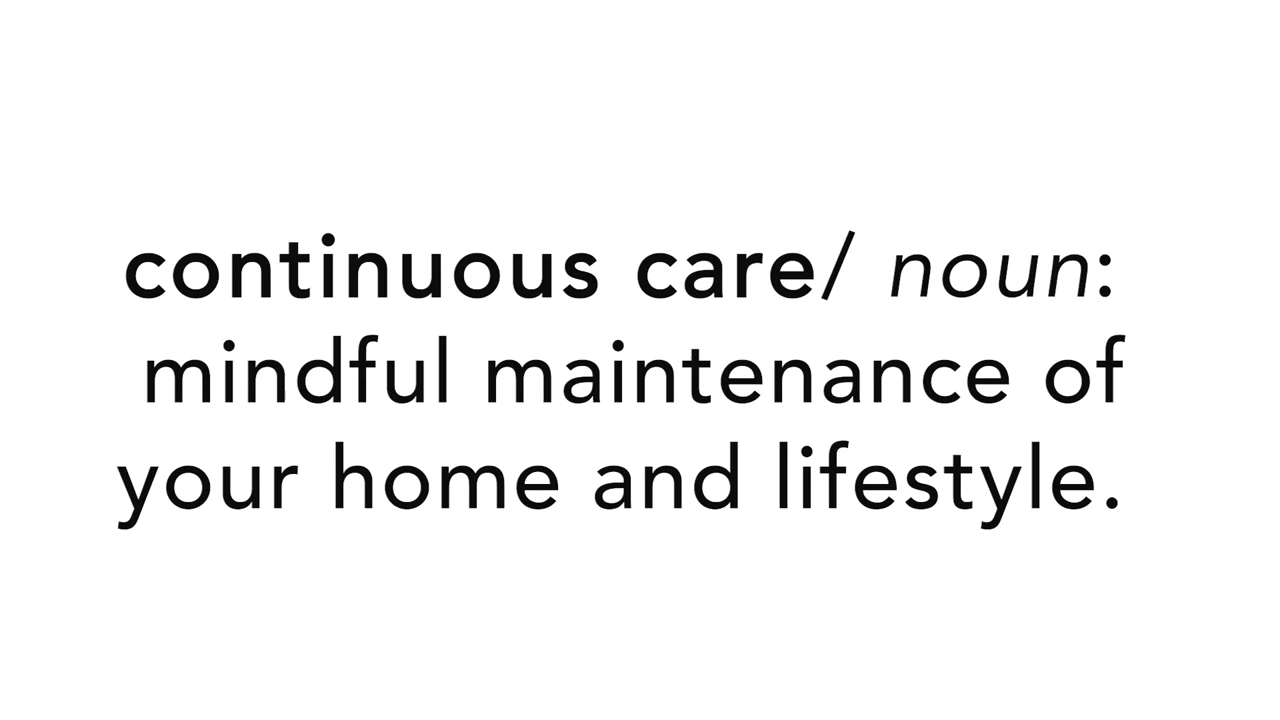 continuous care/ noun:
mindful maintenance of
your home and lifestyle.